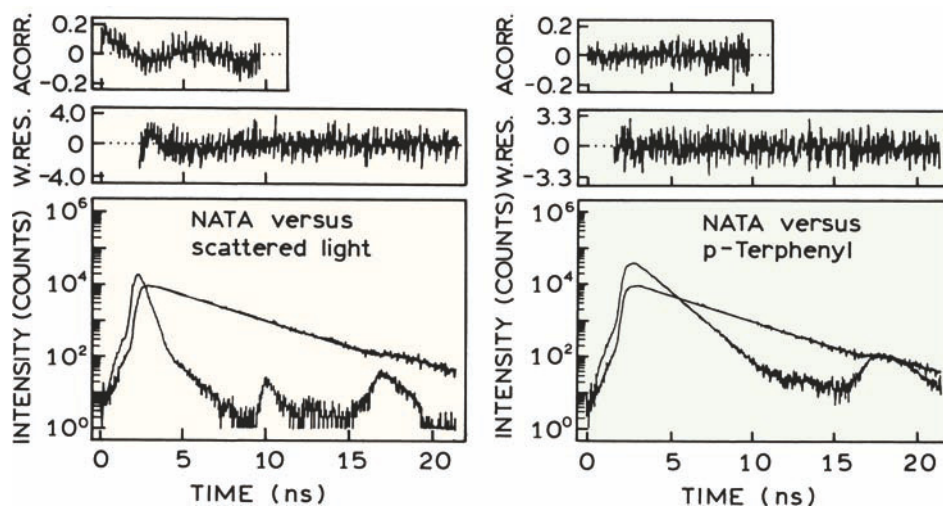 ACORR.
0.2
0
-0.2
W.RES.
4.0
-4.0
INTENSITY (COUNTS)
10^6
10^4
10^2
10^0
NATA versus
scattered light
0 5 10 15 20
TIME (ns)
ACORR.
0.2
0
-0.2
W.RES.
3.3
-3.3
INTENSITY (COUNTS)
10^6
10^4
10^2
10^0
NATA versus
p-Terphenyl
0 5 10 15 20
TIME (ns)